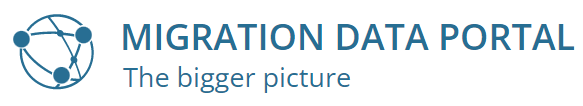 MIGRATION DATA PORTAL
The bigger picture